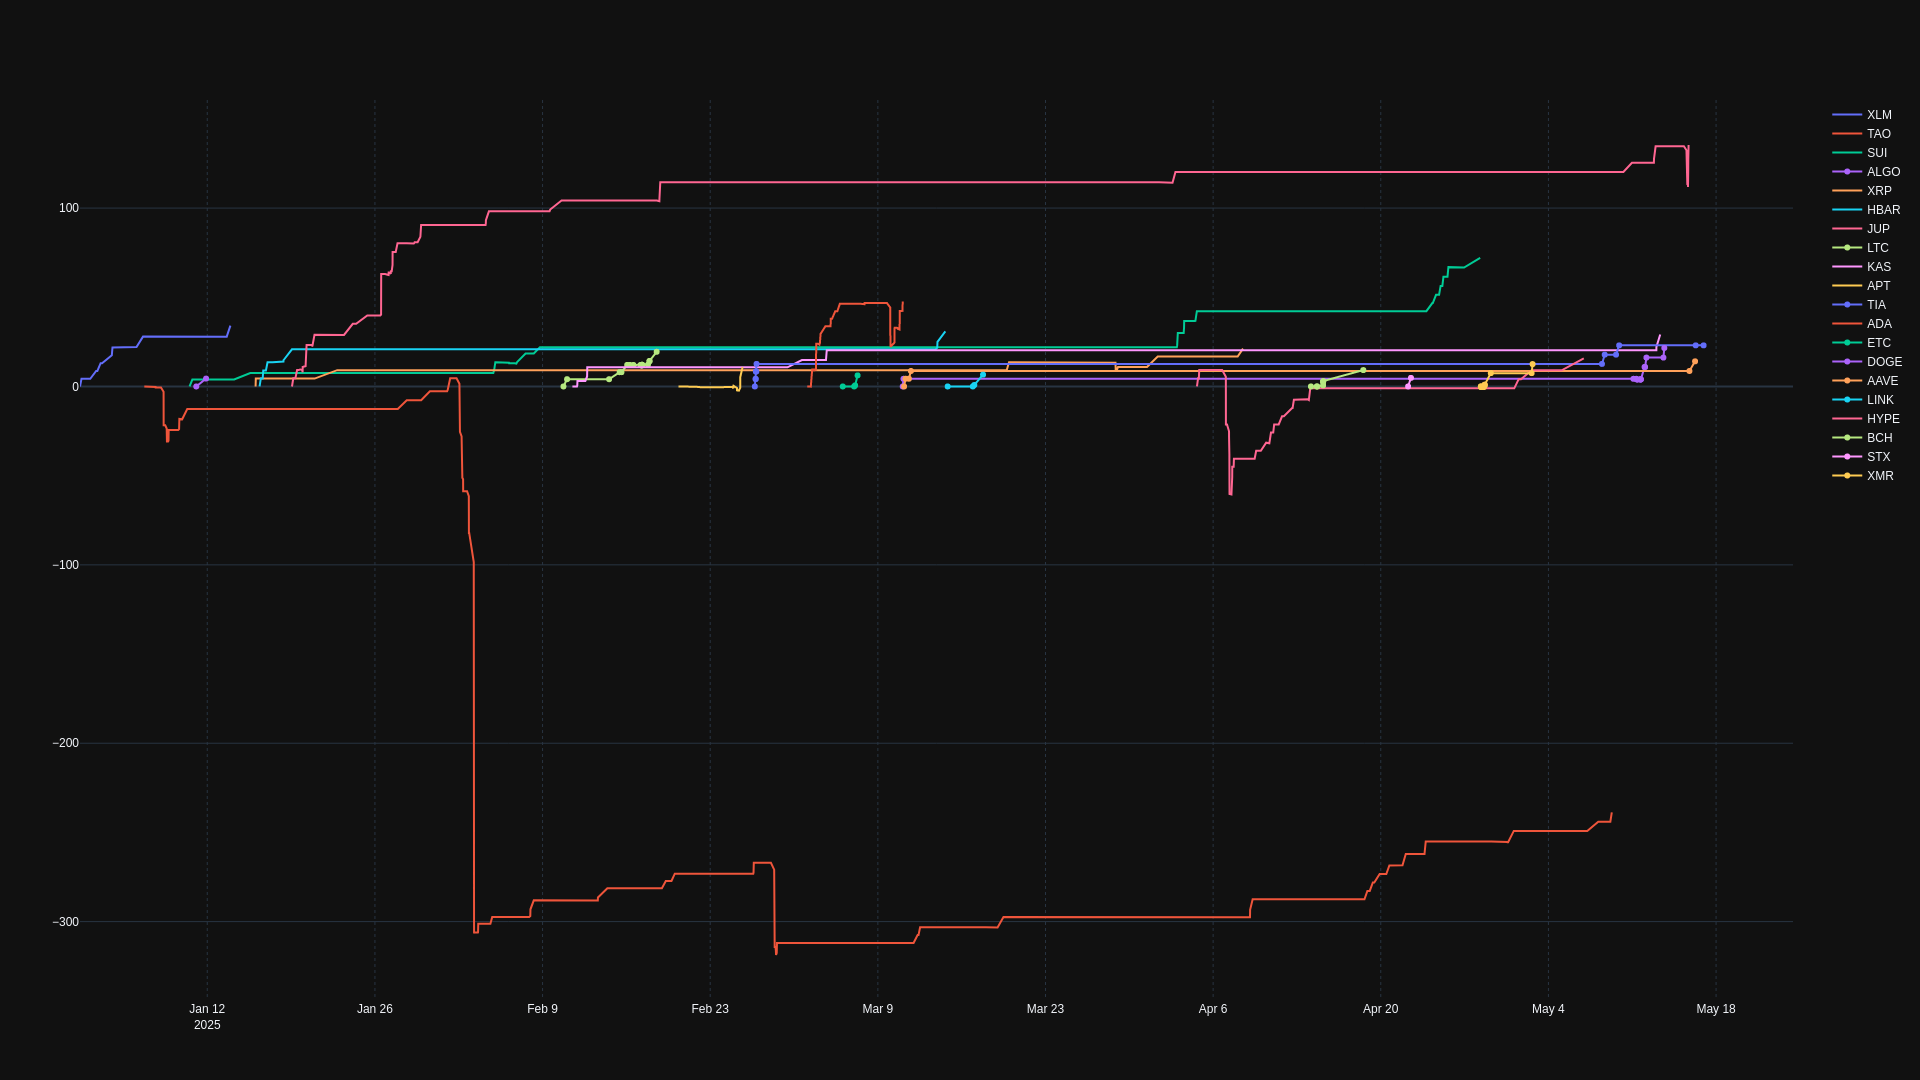 100
0
−100
−200
−300
Jan 12
2025
Jan 26
Feb 9
Feb 23
Mar 9
Mar 23
Apr 6
Apr 20
May 4
May 18
XLM
TAO
SUI
ALGO
XRP
HBAR
JUP
LTC
KAS
APT
TIA
ADA
ETC
DOGE
AAVE
LINK
HYPE
BCH
STX
XMR